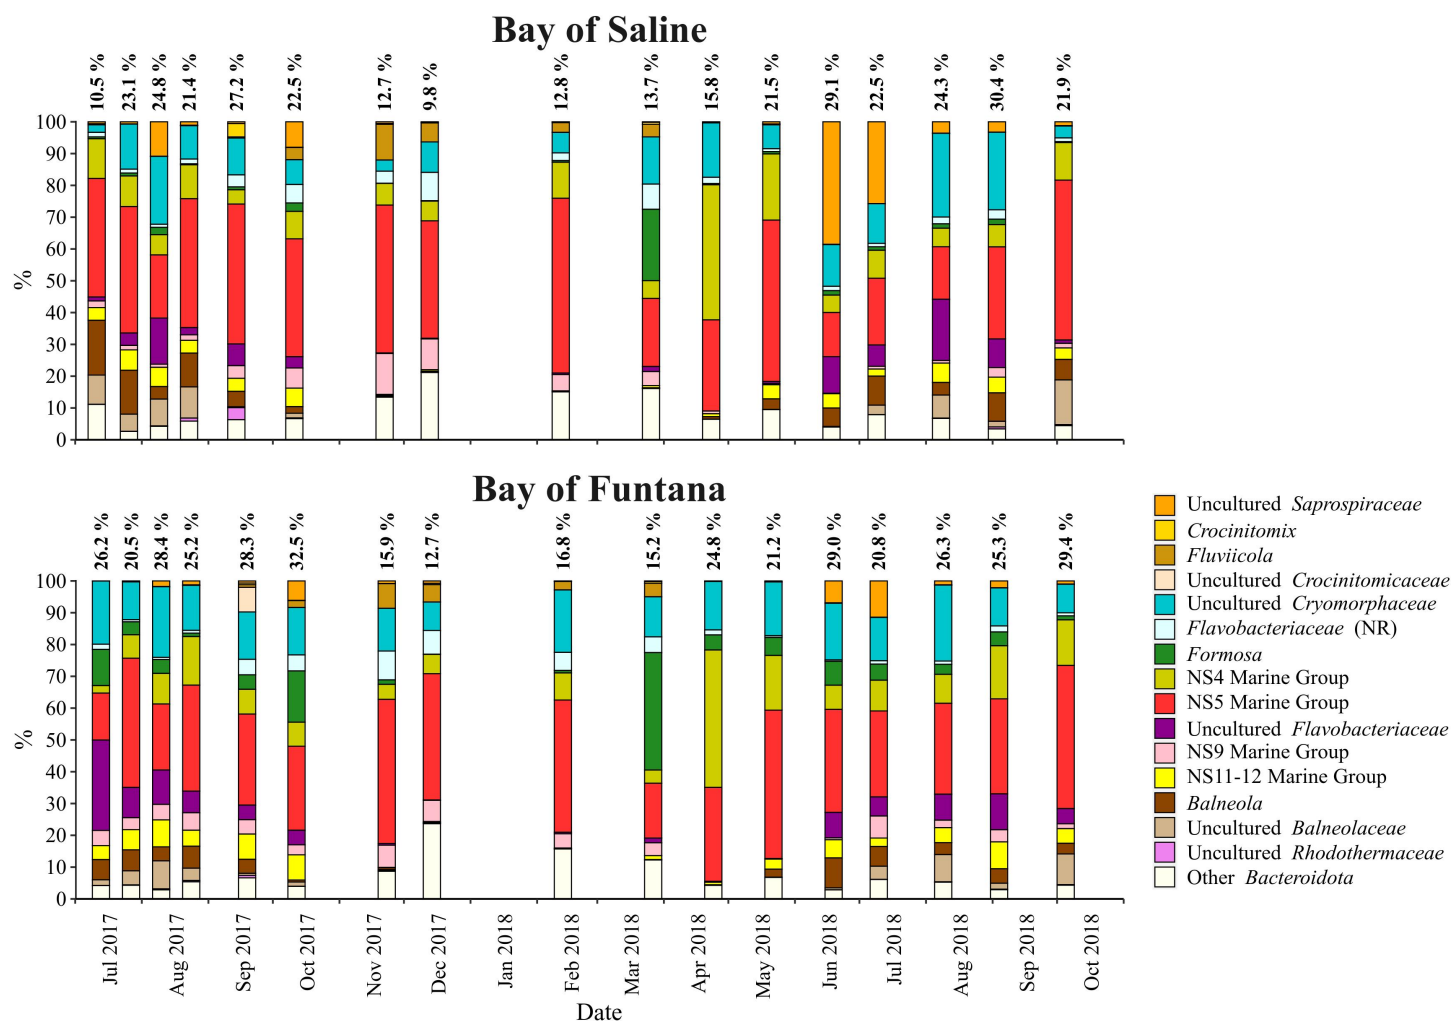 Bay of Saline
10.5 % 23.1 % 24.8 % 21.4 % 27.2 % 22.5 % 12.7 % 9.8 % 12.8 % 13.7 % 15.8 % 21.5 % 29.1 % 22.5 % 24.3 % 30.4 % 21.9 %
100
90
80
70
60
50
40
30
20
10
0
%
Bay of Funtana
26.2 % 20.5 % 28.4 % 25.2 % 28.3 % 32.5 % 15.9 % 12.7 % 16.8 % 15.2 % 24.8 % 21.2 % 29.0 % 20.8 % 26.3 % 25.3 % 29.4 %
100
90
80
70
60
50
40
30
20
10
0
%
Jul 2017 Aug 2017 Sep 2017 Oct 2017 Nov 2017 Dec 2017 Jan 2018 Feb 2018 Mar 2018 Apr 2018 May 2018 Jun 2018 Jul 2018 Aug 2018 Sep 2018 Oct 2018
Date
Uncultured Saprospiraceae
Crocinitomix
Fluviicola
Uncultured Crocinitomicaceae
Uncultured Cryomorphaceae
Flavobacteriaceae (NR)
Formosa
NS4 Marine Group
NS5 Marine Group
Uncultured Flavobacteriaceae
NS9 Marine Group
NS11-12 Marine Group
Balneola
Uncultured Balneolaceae
Uncultured Rhodothermaceae
Other Bacteroidota